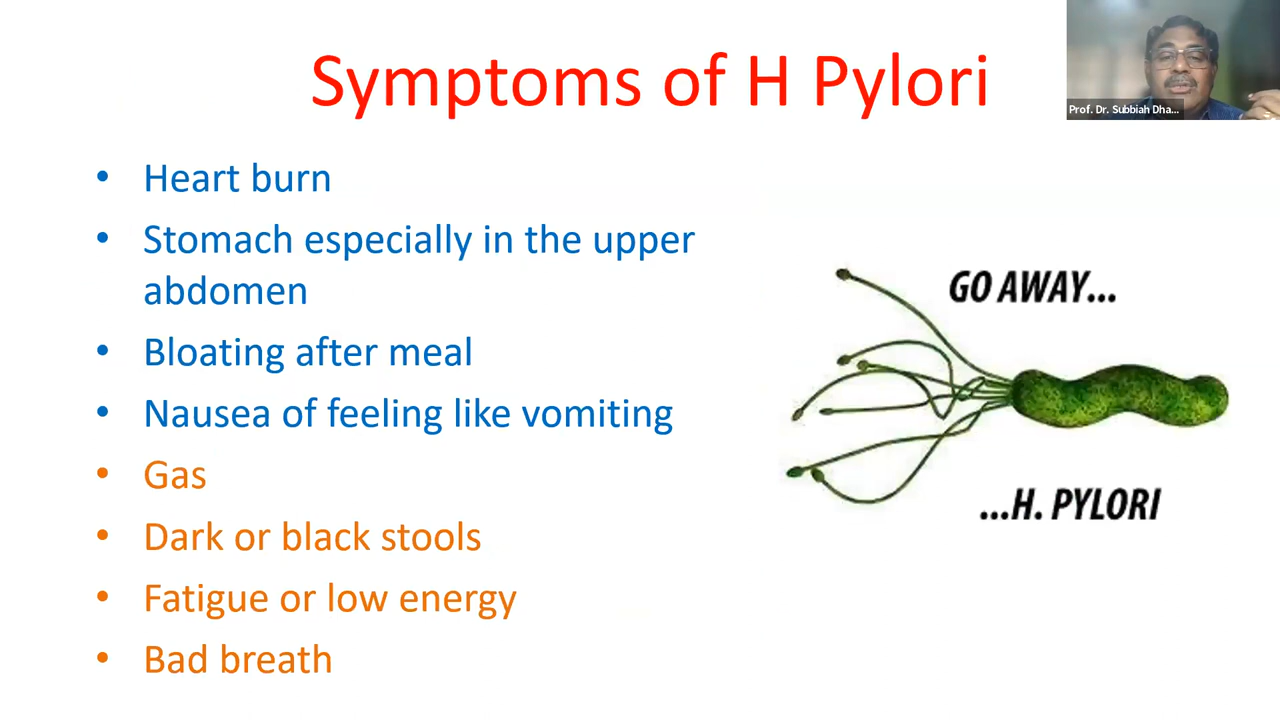 Symptoms of H Pylori
Prof. Dr. Subbiah Dha...
• Heart burn
• Stomach especially in the upper
abdomen
• Bloating after meal
• Nausea of feeling like vomiting
• Gas
• Dark or black stools
• Fatigue or low energy
• Bad breath
GO AWAY...
...H. PYLORI